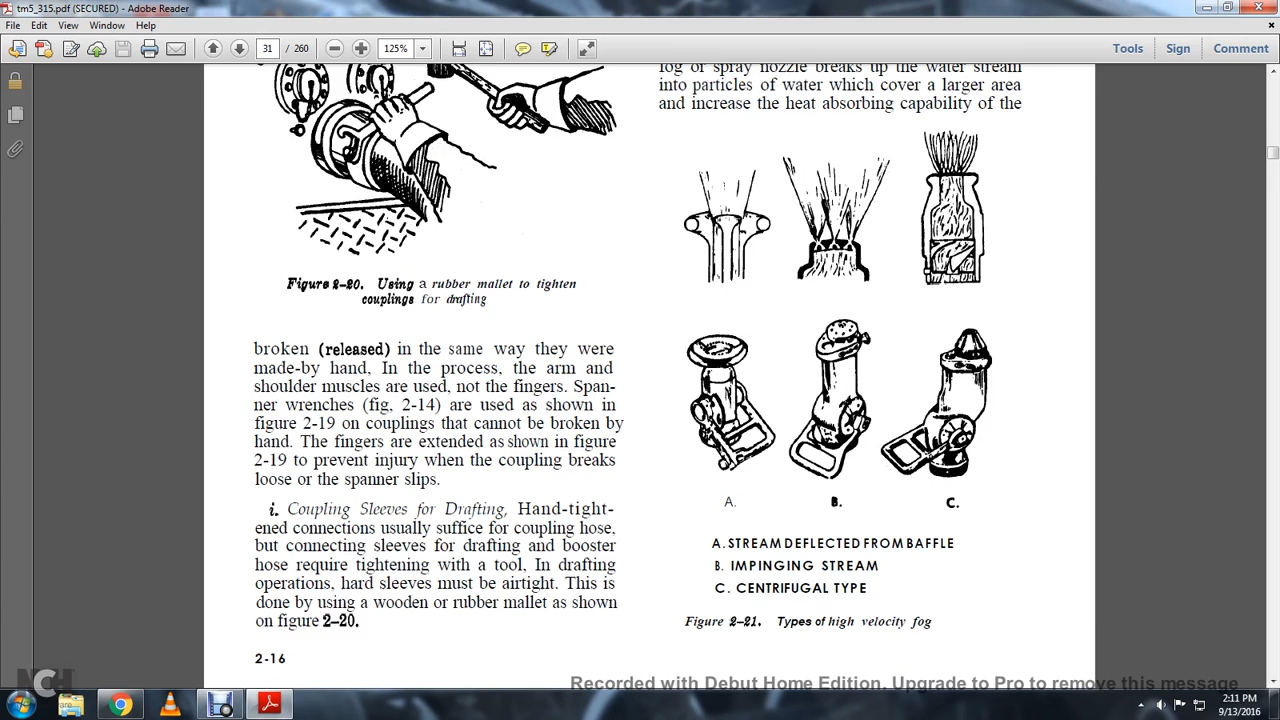 tm5_315.pdf (SECURED) - Adobe Reader
File Edit View Window Help
31 / 260
125%
Tools Sign Comment
fog or spray nozzle breaks up the water stream
into particles of water which cover a larger area
and increase the heat absorbing capability of the
Figure 2-20. Using a rubber mallet to tighten
couplings for drafting
broken (released) in the same way they were
made-by hand, In the process, the arm and
shoulder muscles are used, not the fingers. Span-
ner wrenches (fig, 2-14) are used as shown in
figure 2-19 on couplings that cannot be broken by
hand. The fingers are extended as shown in figure
2-19 to prevent injury when the coupling breaks
loose or the spanner slips.
i. Coupling Sleeves for Drafting, Hand-tight-
ened connections usually suffice for coupling hose,
but connecting sleeves for drafting and booster
hose require tightening with a tool, In drafting
operations, hard sleeves must be airtight. This is
done by using a wooden or rubber mallet as shown
on figure 2-20.
2-16
A. B. C.
A. STREAM DEFLECTED FROM BAFFLE
B. IMPINGING STREAM
C. CENTRIFUGAL TYPE
Figure 2-21. Types of high velocity fog
NCH
Recorded with Debut Home Edition. Upgrade to Pro to remove this message
2:11 PM
9/13/2016